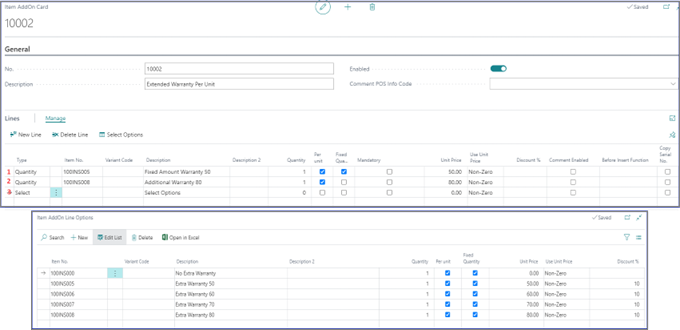 Item AddOn Card
Saved
10002
General
No. 10002 Enabled
Description Extended Warranty Per Unit Comment POS Info Code
Lines Manage
New Line Delete Line Select Options
Type Item No. Variant Code Description Description 2 Quantity Per unit Fixed Qua... Mandatory Unit Price Use Unit Price Discount % Comment Enabled Before Insert Function Copy Serial No.
1 Quantity 100INS005 Fixed Amount Warranty 50 1 50.00 Non-Zero
2 Quantity 100INS008 Additional Warranty 80 1 80.00 Non-Zero
3 Select Select Options 0 0.00 Non-Zero
Item AddOn Line Options
Saved
Search New Edit List Delete Open in Excel
Item No. Variant Code Description Description 2 Quantity Per unit Fixed Quantity Unit Price Use Unit Price Discount %
100INS000 No Extra Warranty 1 0.00 Non-Zero
100INS005 Extra Warranty 50 1 50.00 Non-Zero 10
100INS006 Extra Warranty 60 1 60.00 Non-Zero 10
100INS007 Extra Warranty 70 1 70.00 Non-Zero 10
100INS008 Extra Warranty 80 1 80.00 Non-Zero 10